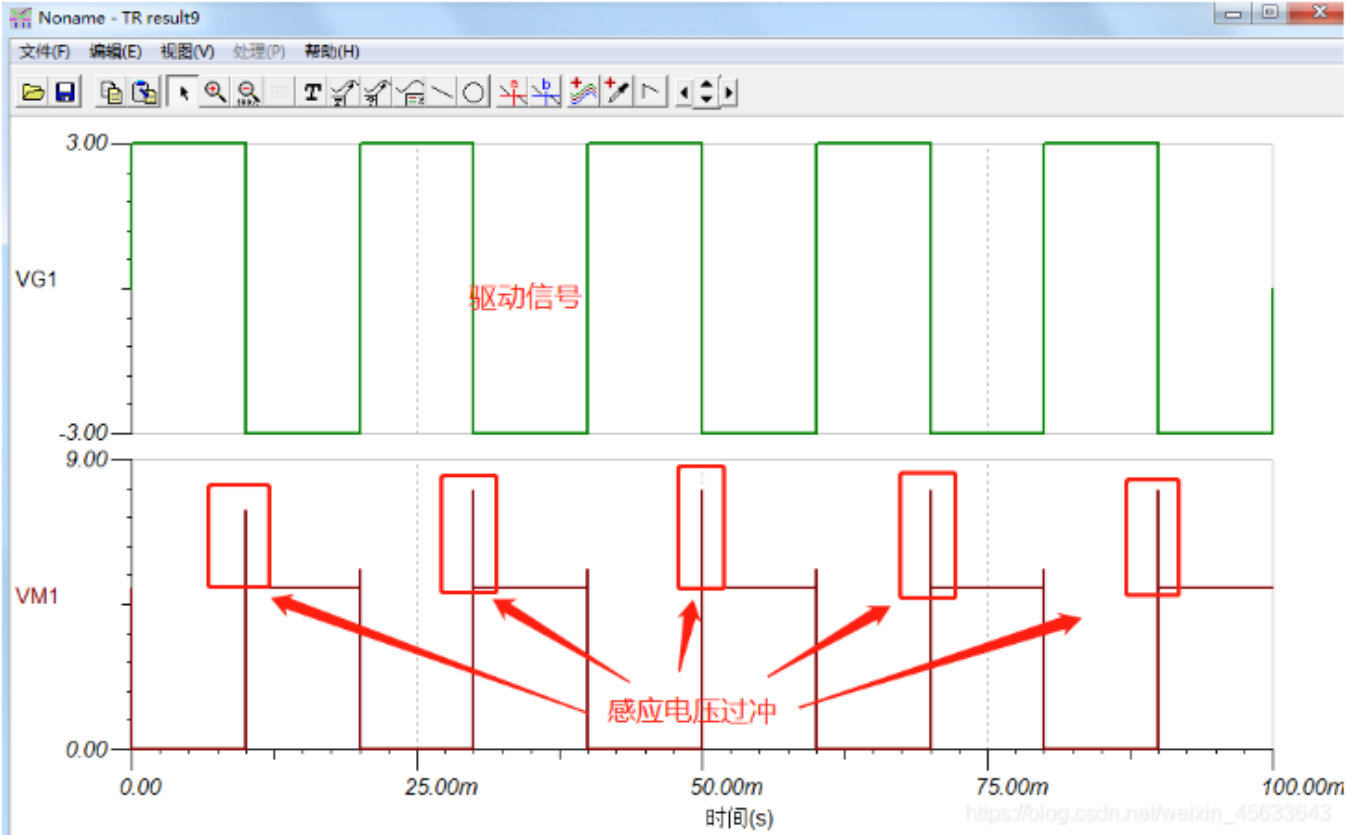 Noname - TR result9
文件(F) 编辑(E) 视图(V) 处理(P) 帮助(H)
T
a
b
3.00
VG1
驱动信号
-3.00
9.00
VM1
感应电压过冲
0.00
0.00 25.00m 50.00m 75.00m 100.00m
时间(s)
https://blog.csdn.net/weixin_45633643